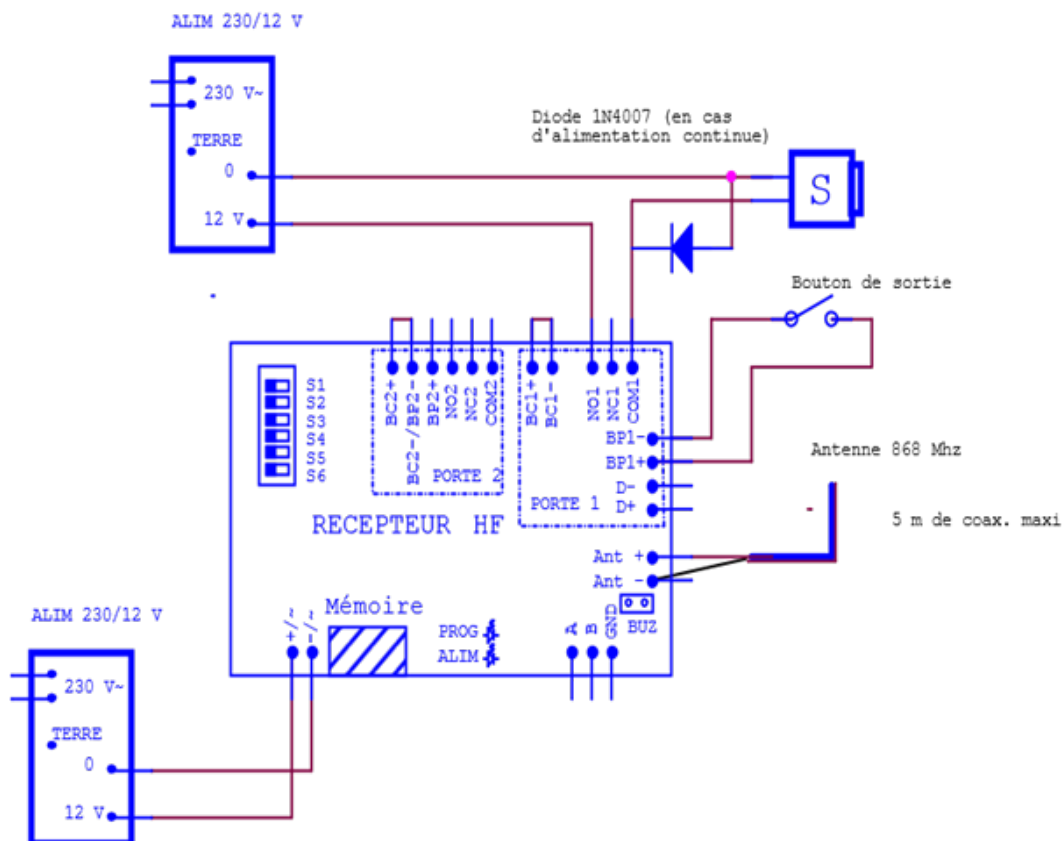 ALIM 230/12 V
230 V~
TERRE
0
12 V
Diode 1N4007 (en cas
d'alimentation continue)
S
Bouton de sortie
S1
S2
S3
S4
S5
S6
BC2+
BC2-/BP2-
BP2+
NO2
NC2
COM2
PORTE 2
BC1+
BC1-
NO1
NC1
COM1
BP1-
BP1+
D-
D+
PORTE 1
Antenne 868 Mhz
5 m de coax. maxi
RECEPTEUR HF
Ant +
Ant -
BUZ
Mémoire
PROG
ALIM
+/~
-/~
A
B
GND
ALIM 230/12 V
230 V~
TERRE
0
12 V